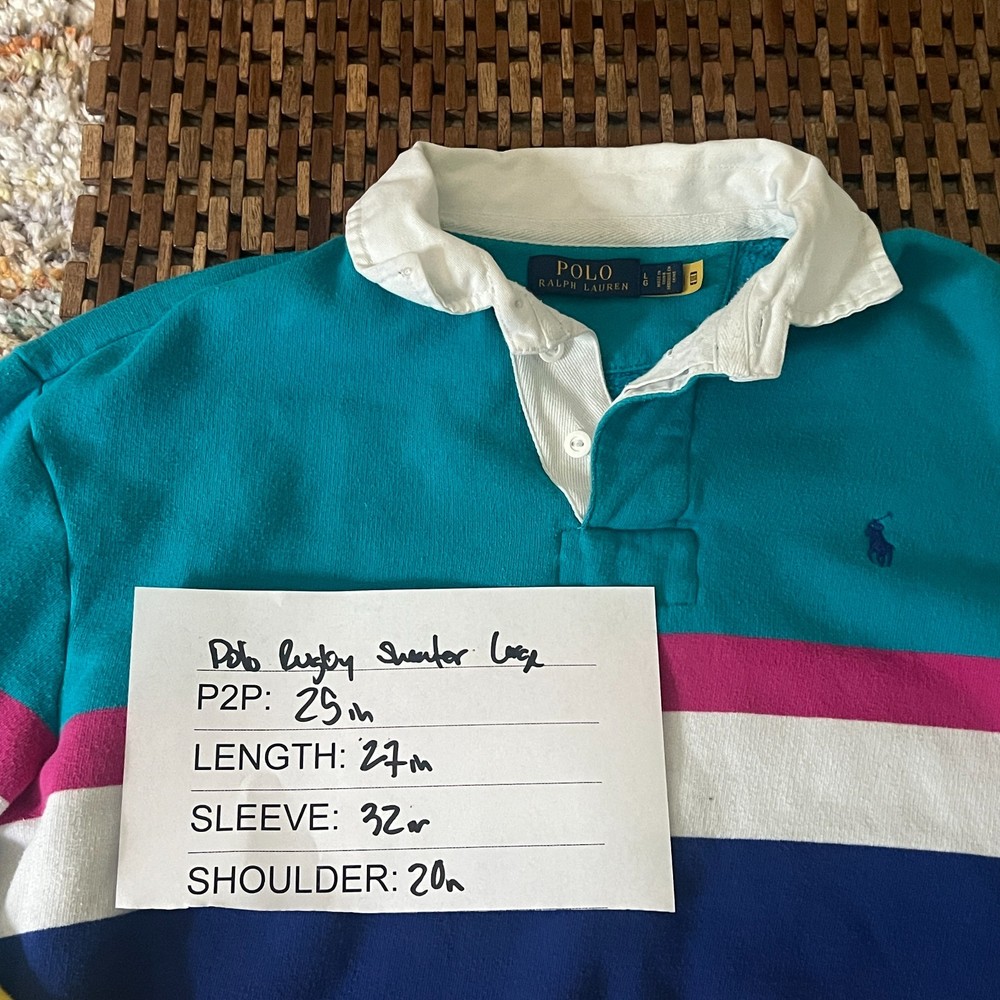 POLO
RALPH LAUREN
L
G
Polo Rugby Sweater Large
P2P: 25in
LENGTH: 27in
SLEEVE: 32in
SHOULDER: 20in